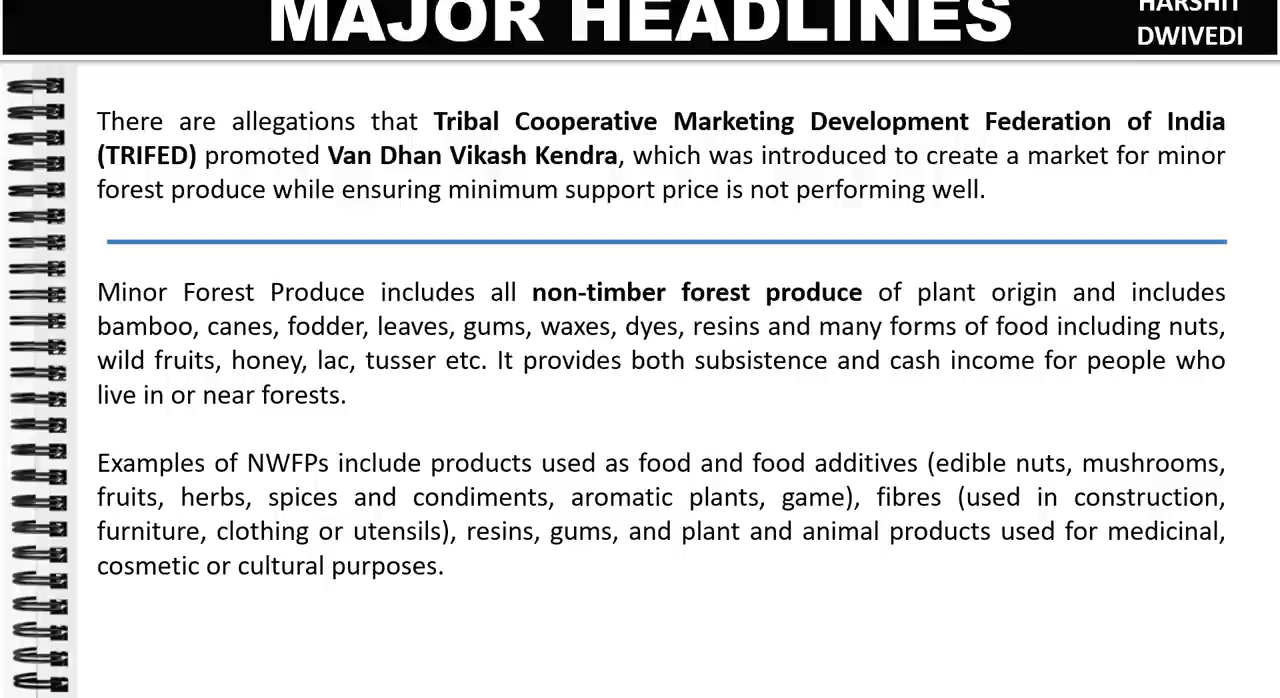 MAJOR HEADLINES
HARSHIT
DWIVEDI
There are allegations that Tribal Cooperative Marketing Development Federation of India
(TRIFED) promoted Van Dhan Vikash Kendra, which was introduced to create a market for minor
forest produce while ensuring minimum support price is not performing well.
Minor Forest Produce includes all non-timber forest produce of plant origin and includes
bamboo, canes, fodder, leaves, gums, waxes, dyes, resins and many forms of food including nuts,
wild fruits, honey, lac, tusser etc. It provides both subsistence and cash income for people who
live in or near forests.
Examples of NWFPs include products used as food and food additives (edible nuts, mushrooms,
fruits, herbs, spices and condiments, aromatic plants, game), fibres (used in construction,
furniture, clothing or utensils), resins, gums, and plant and animal products used for medicinal,
cosmetic or cultural purposes.